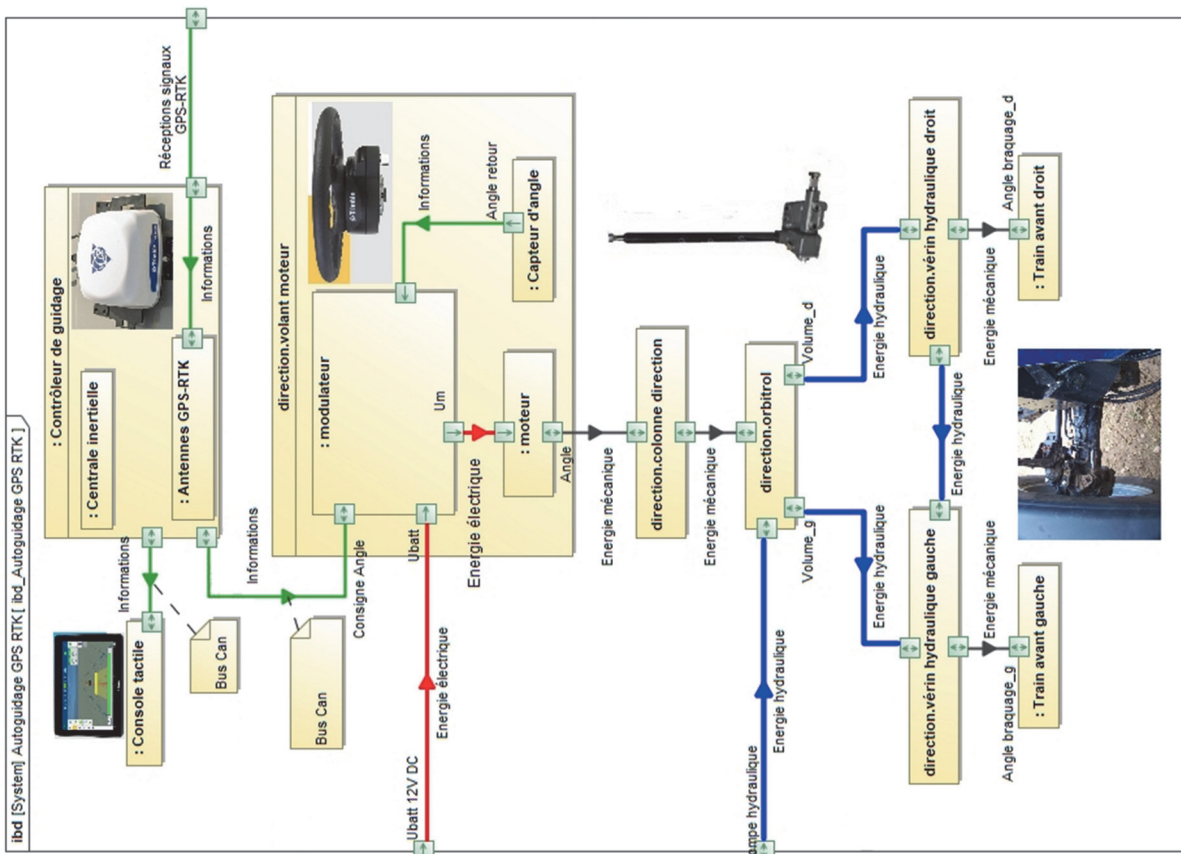 ibd [System] Autoguidage GPS RTK [ ibd_Autoguidage GPS RTK ]
Réceptions signaux
GPS-RTK
: Contrôleur de guidage
: Centrale inertielle
: Antennes GPS-RTK
Informations
Informations
: Console tactile
Bus Can
Informations
Bus Can
Consigne Angle
direction.volant moteur
: modulateur
Informations
Angle retour
: Capteur d'angle
Ubatt
Ubatt 12V DC
Energie électrique
Um
Energie électrique
: moteur
Angle
Energie mécanique
direction.colonne direction
Energie mécanique
direction.orbitrol
ompe hydraulique
Energie hydraulique
Volume_g
Volume_d
Energie hydraulique
Energie hydraulique
direction.vérin hydraulique gauche
direction.vérin hydraulique droit
Energie hydraulique
Energie mécanique
Energie mécanique
Angle braquage_g
Angle braquage_d
: Train avant gauche
: Train avant droit